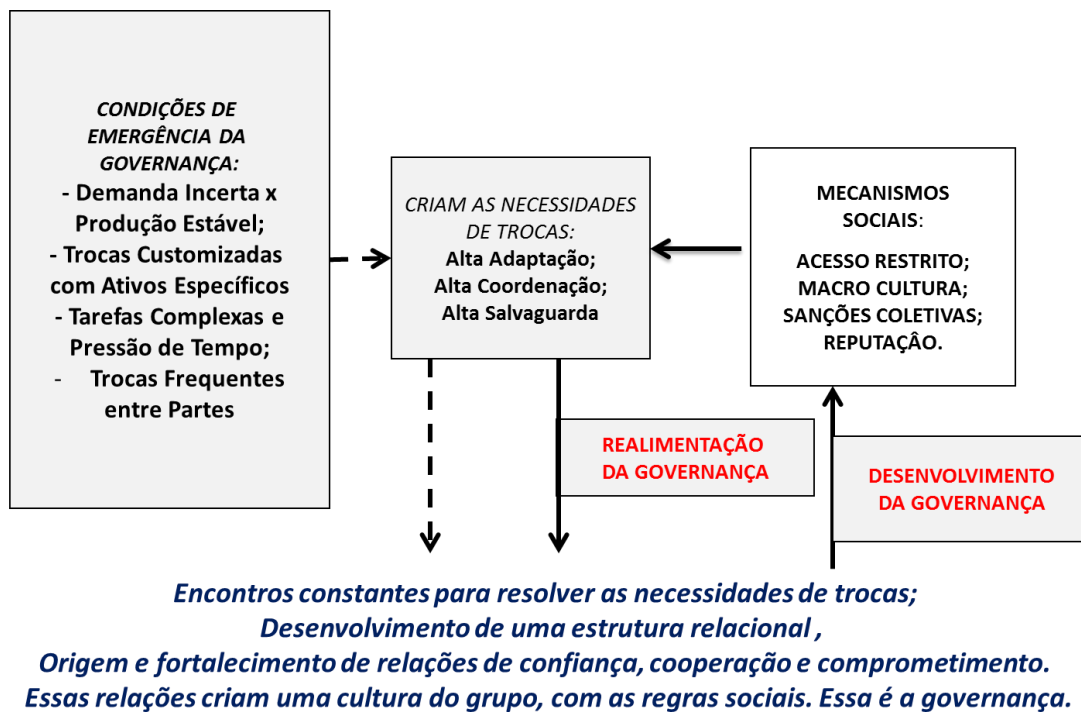 CONDIÇÕES DE
EMERGÊNCIA DA
GOVERNANÇA:
- Demanda Incerta x
Produção Estável;
- Trocas Customizadas
com Ativos Específicos
- Tarefas Complexas e
Pressão de Tempo;
- Trocas Frequentes
entre Partes
CRIAM AS NECESSIDADES
DE TROCAS:
Alta Adaptação;
Alta Coordenação;
Alta Salvaguarda
MECANISMOS
SOCIAIS:
ACESSO RESTRITO;
MACRO CULTURA;
SANÇÕES COLETIVAS;
REPUTAÇÂO.
REALIMENTAÇÃO
DA GOVERNANÇA
DESENVOLVIMENTO
DA GOVERNANÇA
Encontros constantes para resolver as necessidades de trocas;
Desenvolvimento de uma estrutura relacional ,
Origem e fortalecimento de relações de confiança, cooperação e comprometimento.
Essas relações criam uma cultura do grupo, com as regras sociais. Essa é a governança.